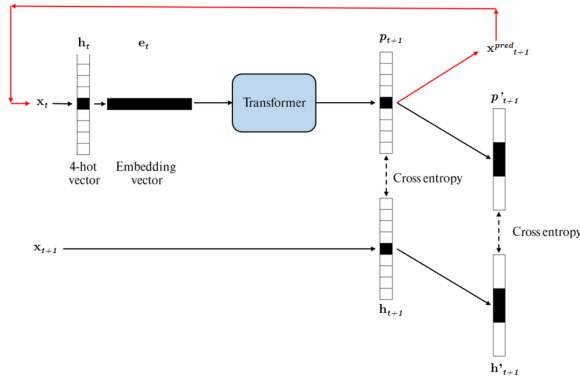 h_t
e_t
p_{t+1}
x^{pred}_{t+1}
x_t
Transformer
p'_{t+1}
4-hot
vector
Embedding
vector
Cross entropy
x_{t+1}
Cross entropy
h_{t+1}
h'_{t+1}